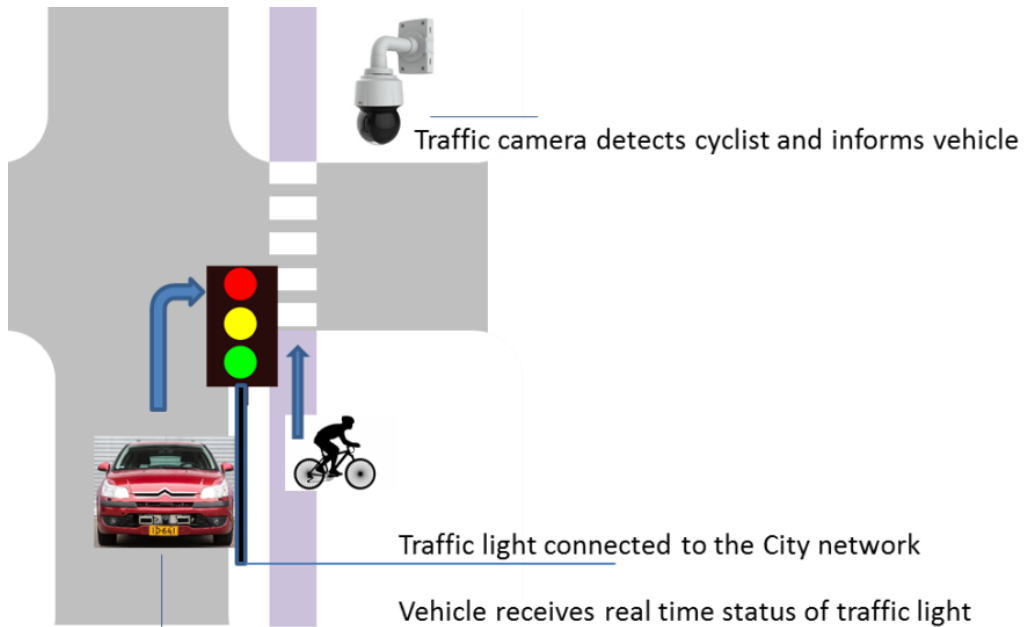 Traffic camera detects cyclist and informs vehicle
Traffic light connected to the City network
Vehicle receives real time status of traffic light